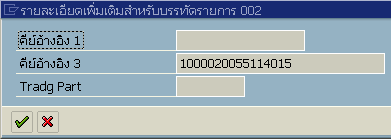 รายละเอียดเพิ่มเติมสำหรับบรรทัดรายการ 002
คีย์อ้างอิง 1
คีย์อ้างอิง 3 1000020055114015
Tradg Part